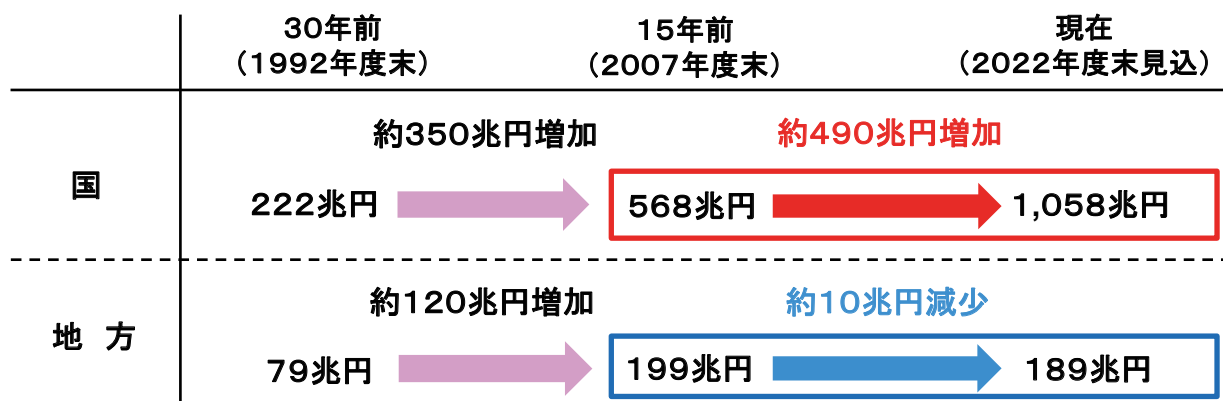 30年前
（1992年度末）
15年前
（2007年度末）
現在
（2022年度末見込）
国
約350兆円増加
約490兆円増加
222兆円
568兆円
1,058兆円
地　方
約120兆円増加
約10兆円減少
79兆円
199兆円
189兆円